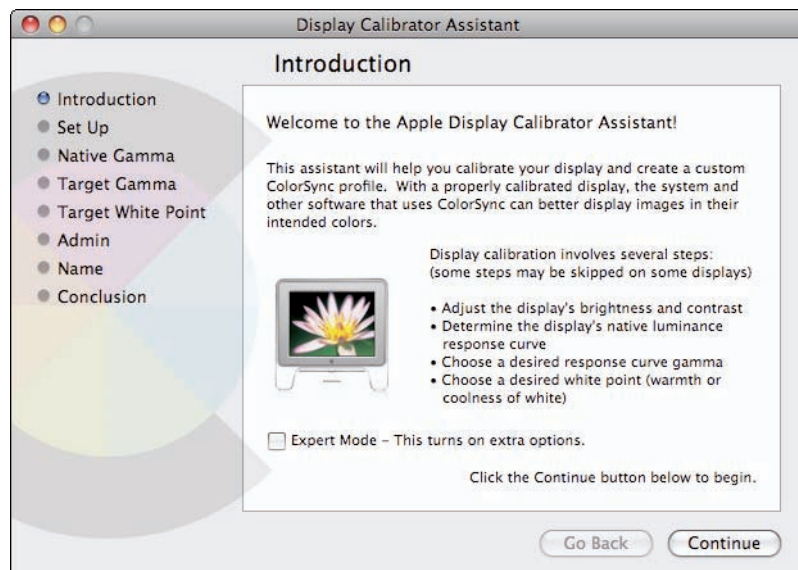 Display Calibrator Assistant
Introduction
Introduction
Set Up
Native Gamma
Target Gamma
Target White Point
Admin
Name
Conclusion
Welcome to the Apple Display Calibrator Assistant!
This assistant will help you calibrate your display and create a custom
ColorSync profile.  With a properly calibrated display, the system and
other software that uses ColorSync can better display images in their
intended colors.
Display calibration involves several steps:
(some steps may be skipped on some displays)
• Adjust the display's brightness and contrast
• Determine the display's native luminance
response curve
• Choose a desired response curve gamma
• Choose a desired white point (warmth or
coolness of white)
Expert Mode – This turns on extra options.
Click the Continue button below to begin.
Go Back
Continue